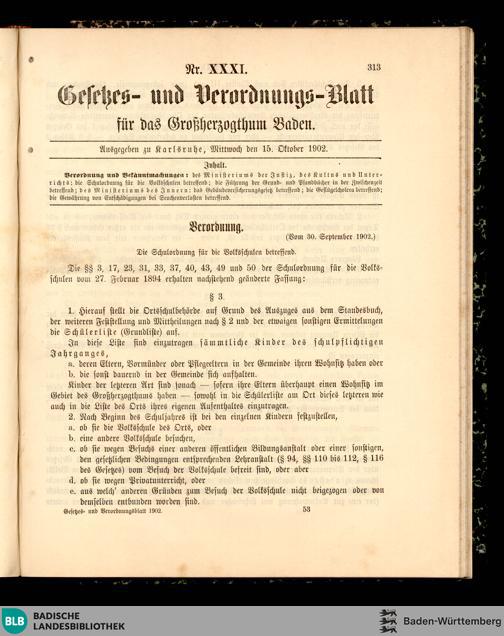 Nr. XXXI.
313
Gesetzes- und Verordnungs-Blatt
für das Großherzogthum Baden.
Ausgegeben zu Karlsruhe, Mittwoch den 15. Oktober 1902.
Inhalt.
Verordnung und Bekanntmachungen: des Ministeriums der Justiz, des Kultus und Unter-
richts: die Schulordnung für die Volksschulen betreffend; die Führung der Grund- und Pfandbücher in der Zwischenzeit
betreffend; des Ministeriums des Innern: das Gebäudeversicherungsgesetz betreffend; die Geflügelcholera betreffend;
die Gewährung von Entschädigungen bei Seuchenverlusten betreffend.
Verordnung.
(Vom 30. September 1902.)
Die Schulordnung für die Volksschulen betreffend.
Die §§ 3, 17, 23, 31, 33, 37, 40, 43, 49 und 50 der Schulordnung für die Volks-
schulen vom 27. Februar 1894 erhalten nachstehend geänderte Fassung:
§ 3.
1. Hierauf stellt die Ortsschulbehörde auf Grund des Auszuges aus dem Standesbuch,
der weiteren Feststellung und Mittheilungen nach § 2 und der etwaigen sonstigen Ermittelungen
die Schülerliste (Grundliste) auf.
In diese Liste sind einzutragen sämmtliche Kinder des schulpflichtigen
Jahrganges,
a. deren Eltern, Vormünder oder Pflegeeltern in der Gemeinde ihren Wohnsitz haben oder
b. die sonst dauernd in der Gemeinde sich aufhalten.
Kinder der letzteren Art sind sonach — sofern ihre Eltern überhaupt einen Wohnsitz im
Gebiet des Großherzogthums haben — sowohl in die Schülerliste am Ort dieses letzteren wie
auch in die Liste des Orts ihres eigenen Aufenthaltes einzutragen.
2. Nach Beginn des Schuljahres ist bei den einzelnen Kindern festzustellen,
a. ob sie die Volksschule des Orts, oder
b. eine andere Volksschule besuchen,
c. ob sie wegen Besuchs einer anderen öffentlichen Bildungsanstalt oder einer sonstigen,
den gesetzlichen Bedingungen entsprechenden Lehranstalt (§ 94, §§ 110 bis 112, § 116
des Gesetzes) vom Besuch der Volksschule befreit sind, oder aber
d. ob sie wegen Privatunterricht, oder
e. aus welch' anderen Gründen zum Besuch der Volksschule nicht beigezogen oder von
demselben entbunden worden sind.
Gesetzes- und Verordnungsblatt 1902.
53
BLB
BADISCHE
LANDESBIBLIOTHEK
Baden-Württemberg